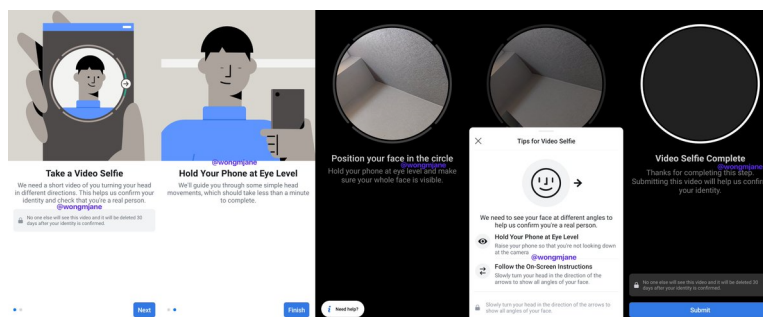 Take a Video Selfie
We need a short video of you turning your head
in different directions. This helps us confirm your
identity and check that you're a real person.
@wongmjane
No one else will see this video and it will be deleted 30
days after your identity is confirmed.
Next
@wongmjane
Hold Your Phone at Eye Level
We'll guide you through some simple head
movements, which should take less than a minute
to complete.
Finish
Position your face in the circle
Hold your phone at eye level and make
sure your whole face is visible.
@wongmjane
i Need help?
Tips for Video Selfie
We need to see your face at different angles to
help us confirm you're a real person.
Hold Your Phone at Eye Level
Raise your phone so that you're not looking down
at the camera
@wongmjane
Follow the On-Screen Instructions
Slowly turn your head in the direction of the
arrows to show all angles of your face.
Slowly turn your head in the direction of the arrows to
show all angles of your face.
Video Selfie Complete
@wongmjane
Thanks for completing this step.
Submitting this video will help us confirm
your identity.
No one else will see this video and it will be deleted 30
days after your identity is confirmed.
Submit